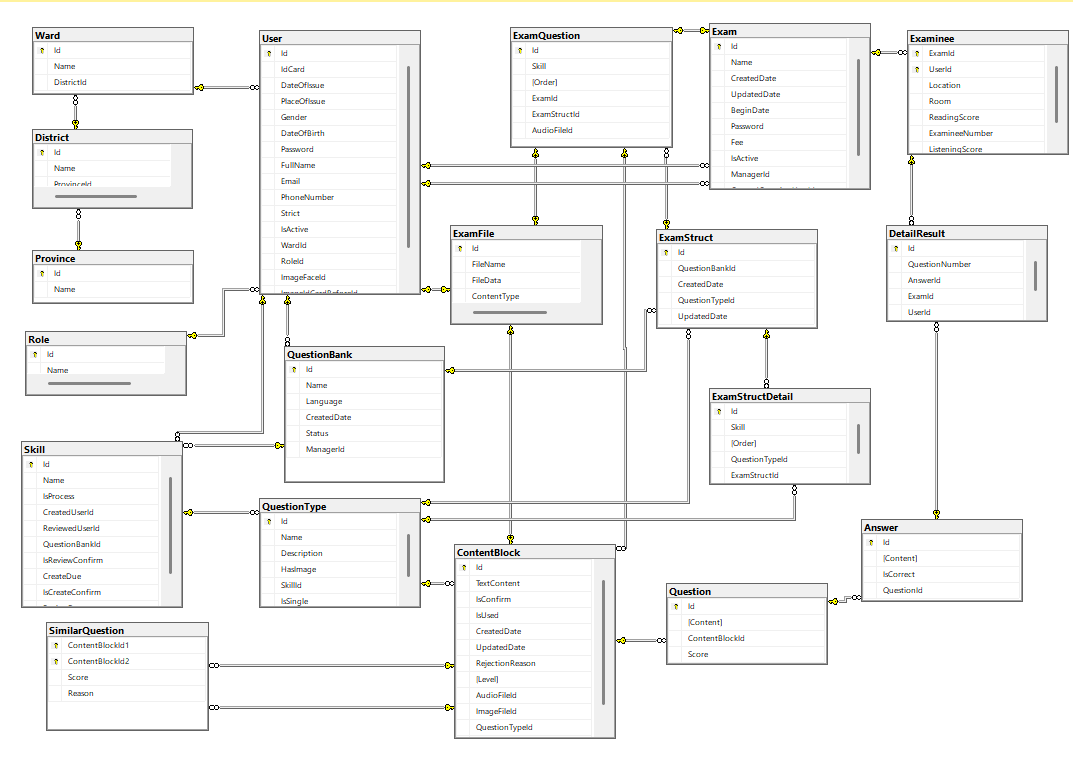 Ward
Id
Name
DistrictId
District
Id
Name
ProvinceId
Province
Id
Name
Role
Id
Name
User
Id
IdCard
DateOfIssue
PlaceOfIssue
Gender
DateOfBirth
Password
FullName
Email
PhoneNumber
Strict
IsActive
WardId
RoleId
ImageFaceId
ExamQuestion
Id
Skill
[Order]
ExamId
ExamStructId
AudioFileId
Exam
Id
Name
CreatedDate
UpdatedDate
BeginDate
Password
Fee
IsActive
ManagerId
Examinee
ExamId
UserId
Location
Room
ReadingScore
ExamineeNumber
ListeningScore
ExamFile
Id
FileName
FileData
ContentType
ExamStruct
Id
QuestionBankId
CreatedDate
QuestionTypeId
UpdatedDate
DetailResult
Id
QuestionNumber
AnswerId
ExamId
UserId
QuestionBank
Id
Name
Language
CreatedDate
Status
ManagerId
ExamStructDetail
Id
Skill
[Order]
QuestionTypeId
ExamStructId
Skill
Id
Name
IsProcess
CreatedUserId
ReviewedUserId
QuestionBankId
IsReviewConfirm
CreateDue
IsCreateConfirm
QuestionType
Id
Name
Description
HasImage
SkillId
IsSingle
ContentBlock
Id
TextContent
IsConfirm
IsUsed
CreatedDate
UpdatedDate
RejectionReason
[Level]
AudioFileId
ImageFileId
QuestionTypeId
Answer
Id
[Content]
IsCorrect
QuestionId
Question
Id
[Content]
ContentBlockId
Score
SimilarQuestion
ContentBlockId1
ContentBlockId2
Score
Reason